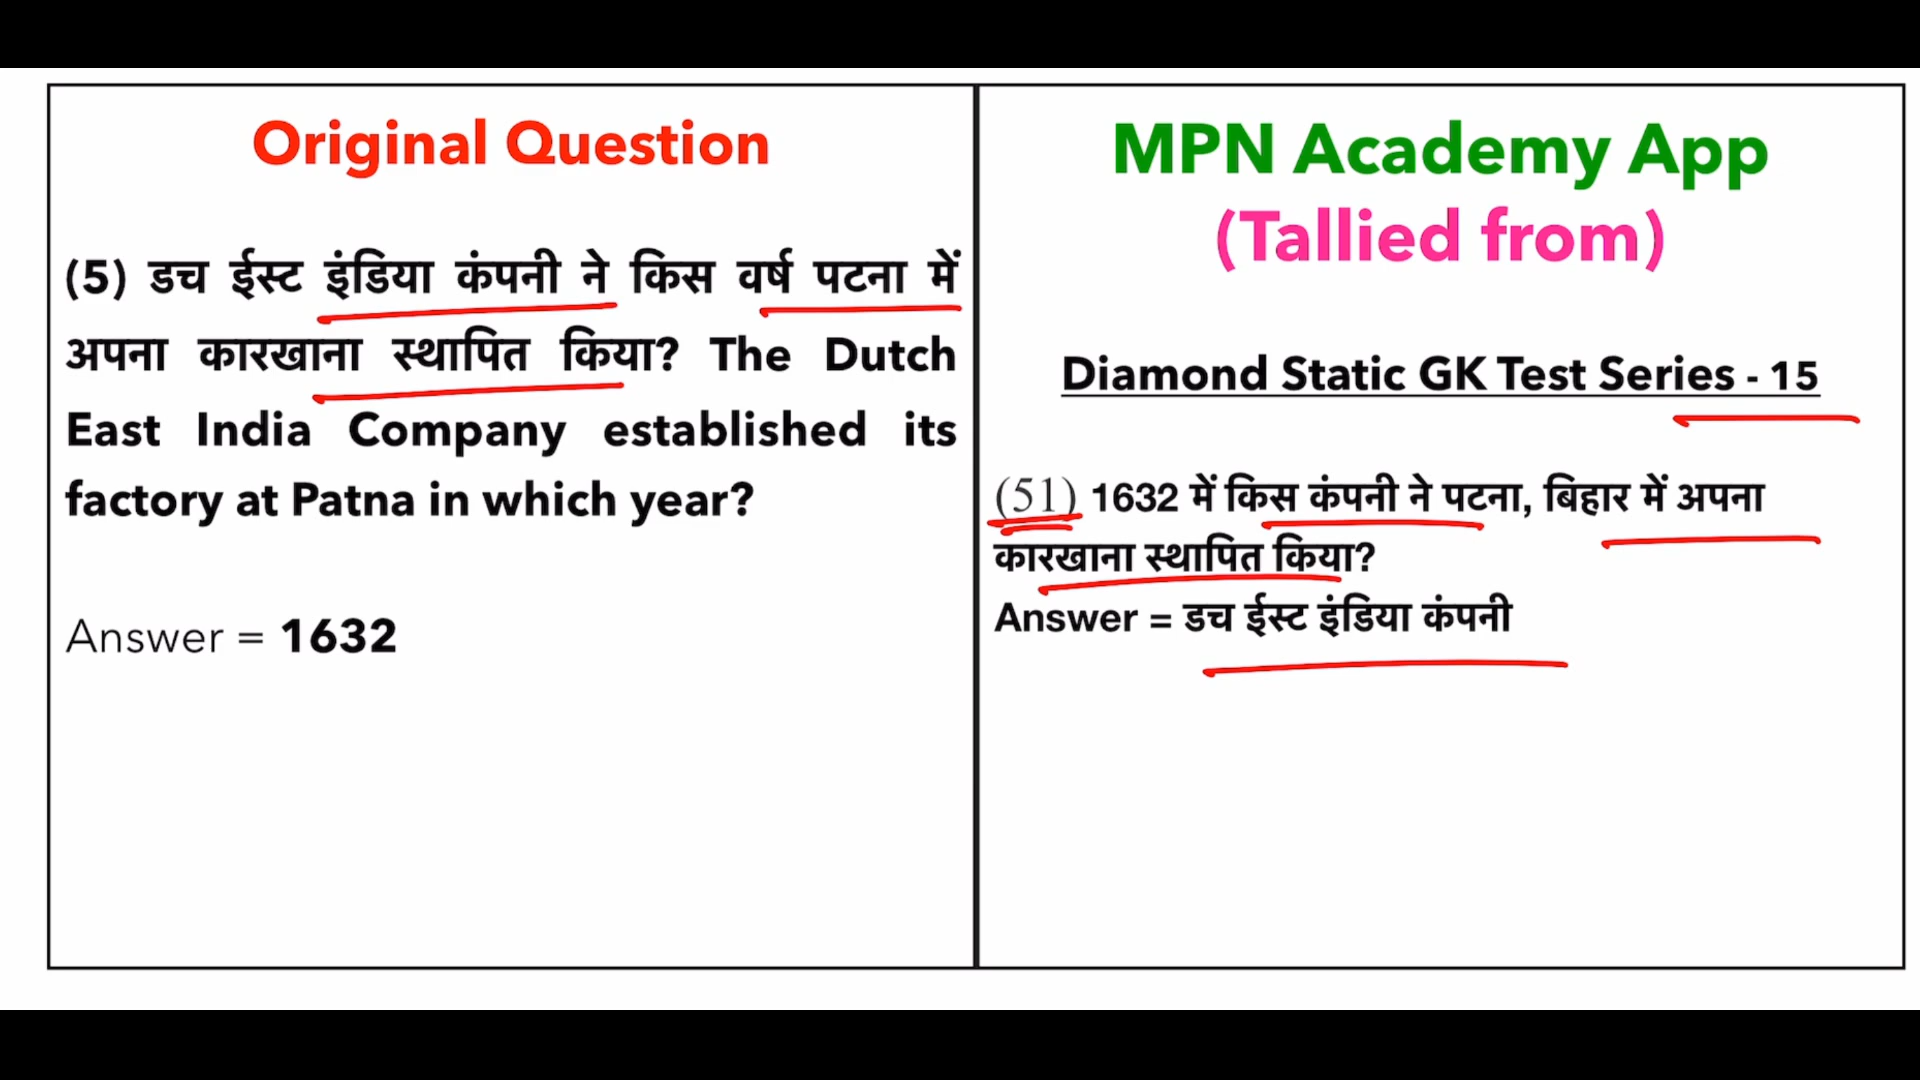 Original Question
(5) डच ईस्ट इंडिया कंपनी ने किस वर्ष पटना में
अपना कारखाना स्थापित किया? The Dutch
East India Company established its
factory at Patna in which year?
Answer = 1632
MPN Academy App
(Tallied from)
Diamond Static GK Test Series - 15
(51) 1632 में किस कंपनी ने पटना, बिहार में अपना
कारखाना स्थापित किया?
Answer = डच ईस्ट इंडिया कंपनी